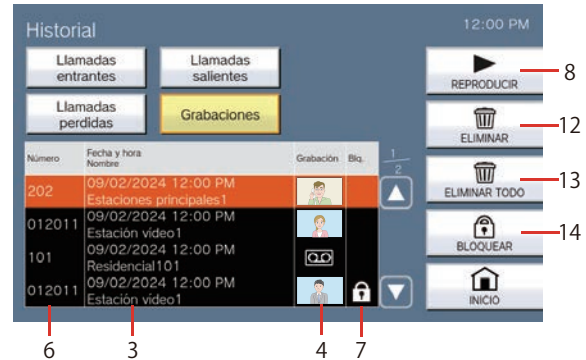 Historial
12:00 PM
Llamadas
entrantes
Llamadas
salientes
Llamadas
perdidas
Grabaciones
REPRODUCIR
8
ELIMINAR
12
ELIMINAR TODO
13
BLOQUEAR
14
INICIO
Número
Fecha y hora
Nombre
Grabación
Blq.
1
2
202
09/02/2024 12:00 PM
Estaciones principales1
012011
09/02/2024 12:00 PM
Estación video1
101
09/02/2024 12:00 PM
Residencial101
012011
09/02/2024 12:00 PM
Estación video1
6
3
4
7